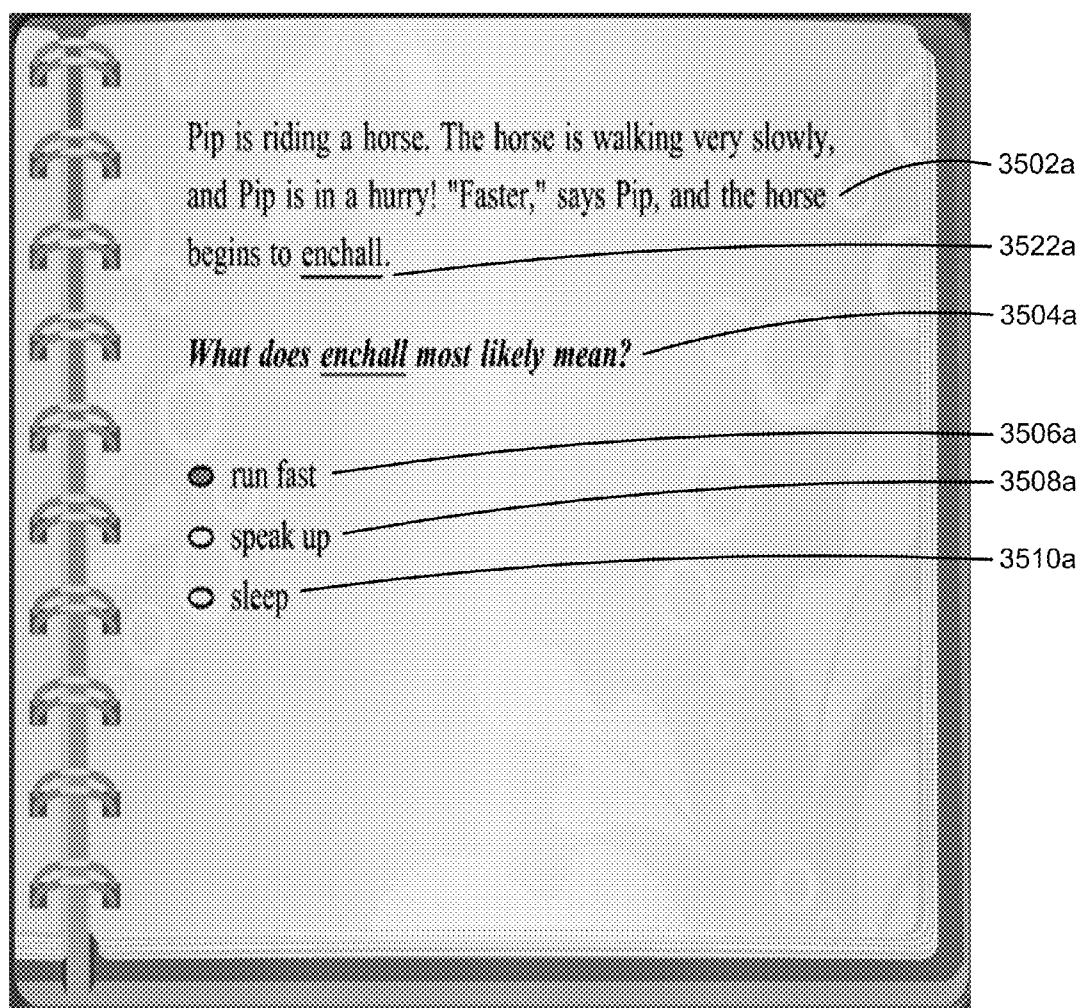 Pip is riding a horse. The horse is walking very slowly,
3502a
and Pip is in a hurry! "Faster," says Pip, and the horse
3522a
begins to enchall.
3504a
What does enchall most likely mean?
3506a
run fast
3508a
speak up
3510a
sleep